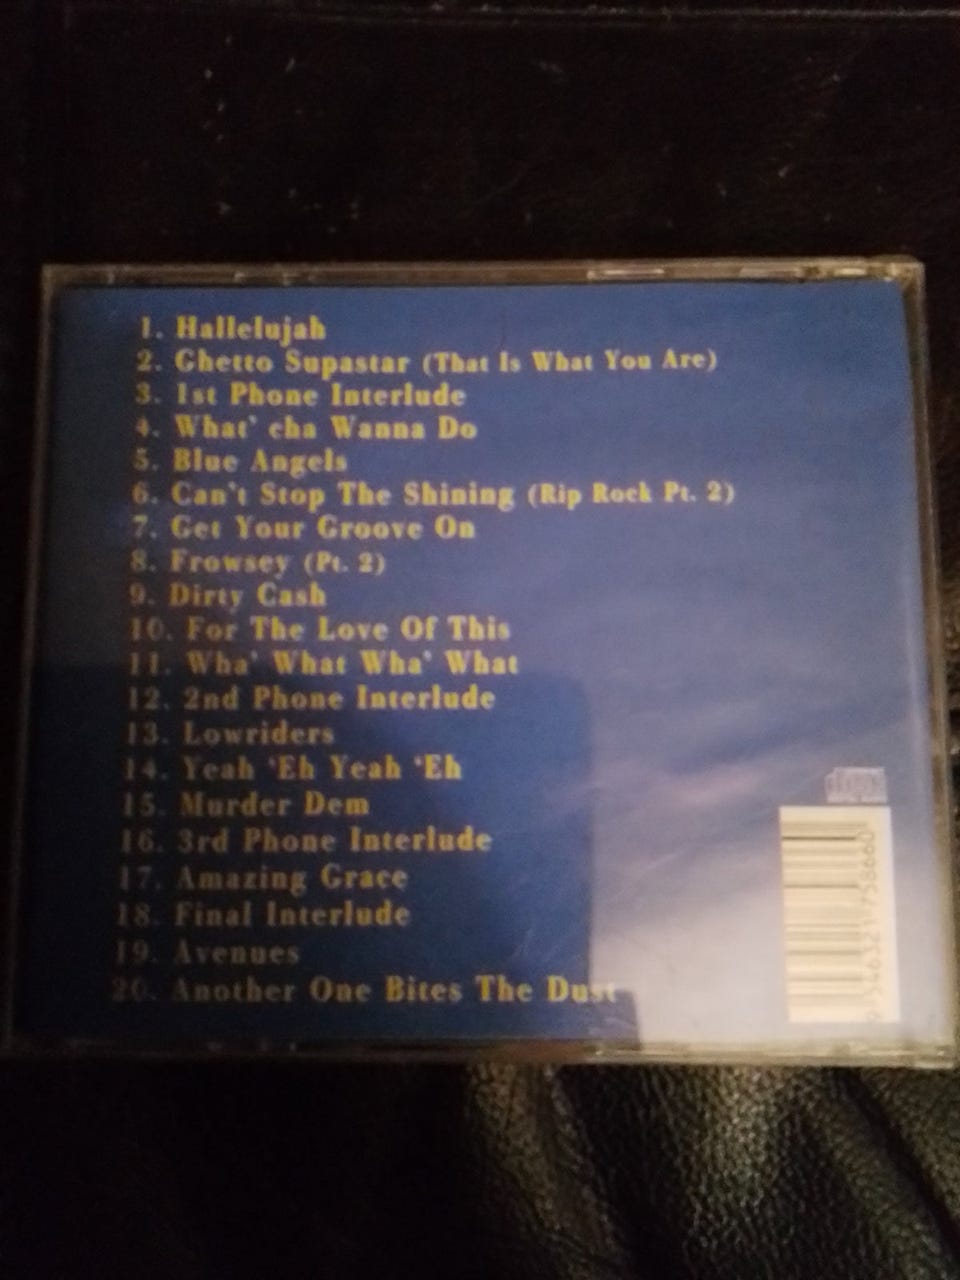 1. Hallelujah
2. Ghetto Supastar (That Is What You Are)
3. 1st Phone Interlude
4. What' cha Wanna Do
5. Blue Angels
6. Can't Stop The Shining (Rip Rock Pt. 2)
7. Get Your Groove On
8. Frowsey (Pt. 2)
9. Dirty Cash
10. For The Love Of This
11. Wha' What Wha' What
12. 2nd Phone Interlude
13. Lowriders
14. Yeah 'Eh Yeah 'Eh
15. Murder Dem
16. 3rd Phone Interlude
17. Amazing Grace
18. Final Interlude
19. Avenues
20. Another One Bites The Dust